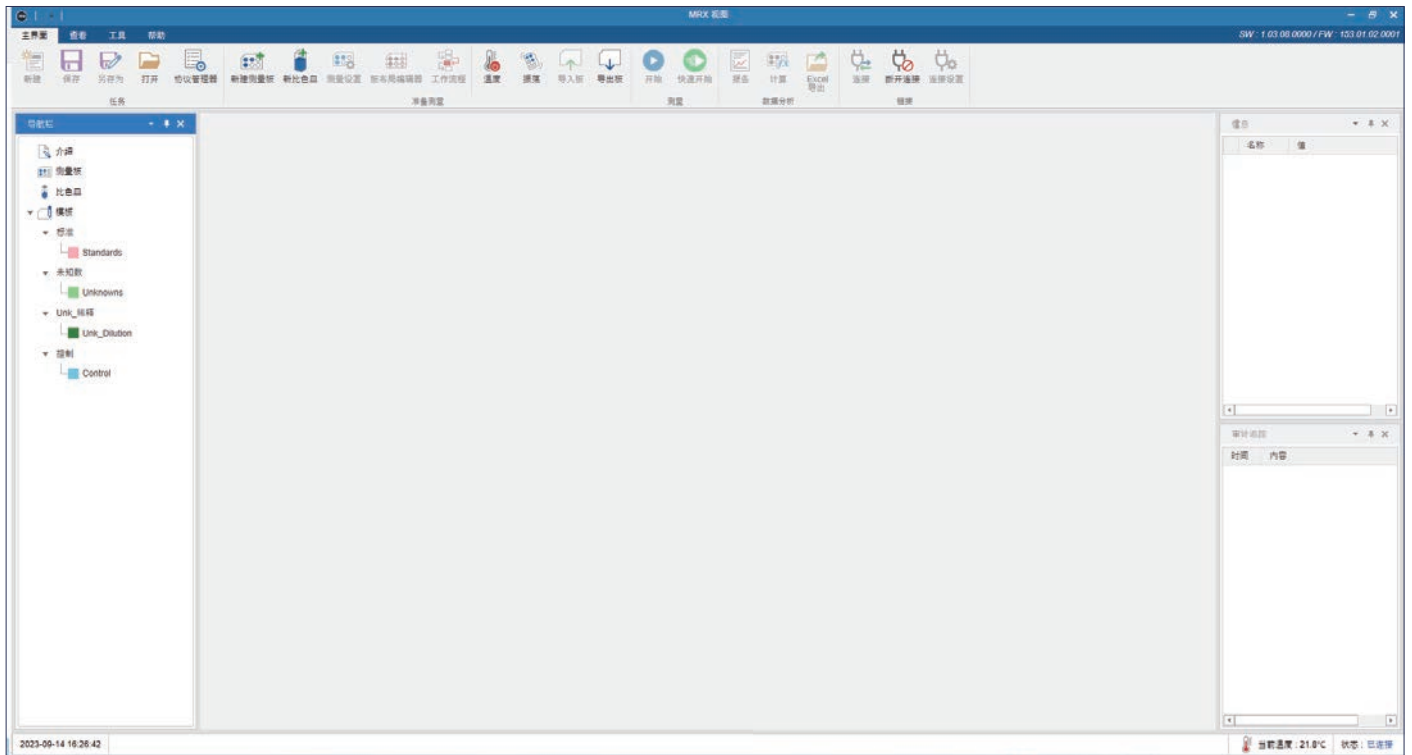 MRX 视图
主界面 查看 工具 帮助
SW : 1.03.08.0000 / FW : 153.01.02.0001
新建 保存 另存为 打开 协议管理器 新建测量板 新比色皿 测量设置 板布局编辑器 工作流程 温度 振荡 导入板 导出板 开始 快速开始 报告 计算 Excel 导出 连接 断开连接 连接设置
任务 准备测量 测量 数据分析 链接
导航栏
介绍
测量板
比色皿
模板
标准
Standards
未知数
Unknowns
Unk_稀释
Unk_Dilution
控制
Control
信息
名称 值
审计追踪
时间 内容
2023-09-14 16:26:42
当前温度 : 21.8°C 状态 : 已连接